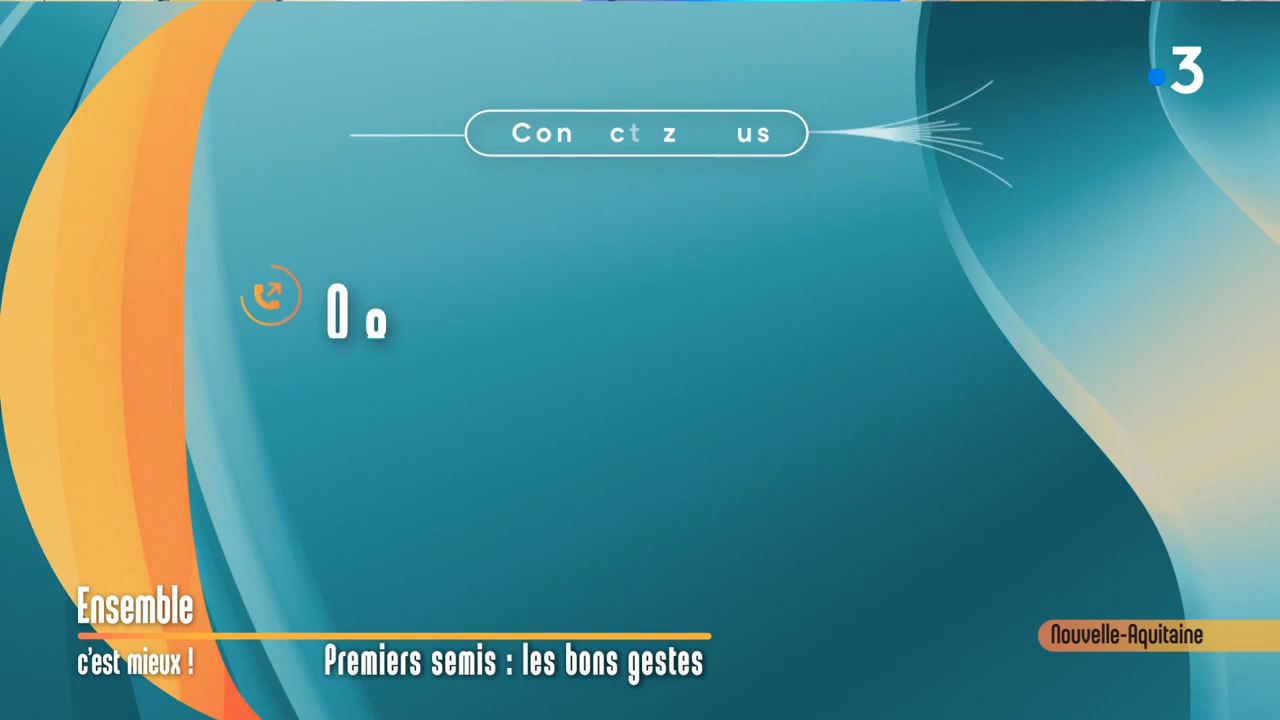 3
Con ct z us
Ensemble
c'est mieux !
Premiers semis : les bons gestes
Nouvelle-Aquitaine